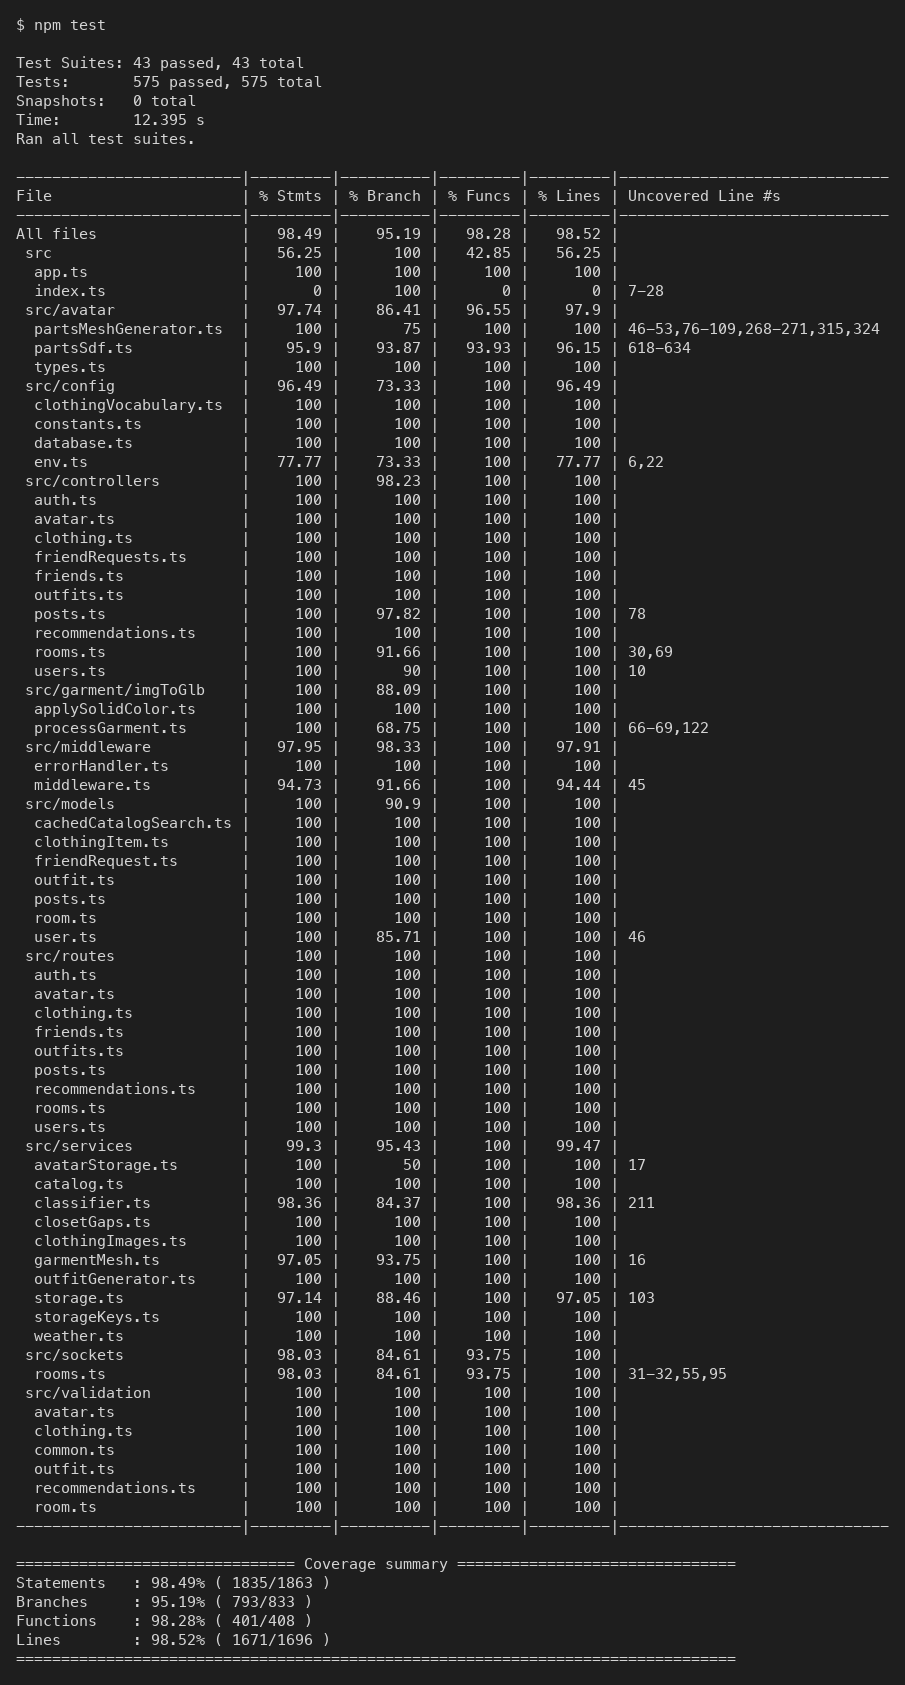 $ npm test
Test Suites: 43 passed, 43 total
Tests:       575 passed, 575 total
Snapshots:   0 total
Time:        12.395 s
Ran all test suites.
-------------------------|---------|----------|---------|---------|------------------------------
File                     | % Stmts | % Branch | % Funcs | % Lines | Uncovered Line #s
-------------------------|---------|----------|---------|---------|------------------------------
All files                |   98.49 |    95.19 |   98.28 |   98.52 |
 src                     |   56.25 |      100 |   42.85 |   56.25 |
  app.ts                 |     100 |      100 |     100 |     100 |
  index.ts               |       0 |      100 |       0 |       0 | 7-28
 src/avatar              |   97.74 |    86.41 |   96.55 |    97.9 |
  partsMeshGenerator.ts  |     100 |       75 |     100 |     100 | 46-53,76-109,268-271,315,324
  partsSdf.ts            |    95.9 |    93.87 |   93.93 |   96.15 | 618-634
  types.ts               |     100 |      100 |     100 |     100 |
 src/config              |   96.49 |    73.33 |     100 |   96.49 |
  clothingVocabulary.ts  |     100 |      100 |     100 |     100 |
  constants.ts           |     100 |      100 |     100 |     100 |
  database.ts            |     100 |      100 |     100 |     100 |
  env.ts                 |   77.77 |    73.33 |     100 |   77.77 | 6,22
 src/controllers         |     100 |    98.23 |     100 |     100 |
  auth.ts                |     100 |      100 |     100 |     100 |
  avatar.ts              |     100 |      100 |     100 |     100 |
  clothing.ts            |     100 |      100 |     100 |     100 |
  friendRequests.ts      |     100 |      100 |     100 |     100 |
  friends.ts             |     100 |      100 |     100 |     100 |
  outfits.ts             |     100 |      100 |     100 |     100 |
  posts.ts               |     100 |    97.82 |     100 |     100 | 78
  recommendations.ts     |     100 |      100 |     100 |     100 |
  rooms.ts               |     100 |    91.66 |     100 |     100 | 30,69
  users.ts               |     100 |       90 |     100 |     100 | 10
 src/garment/imgToGlb    |     100 |    88.09 |     100 |     100 |
  applySolidColor.ts     |     100 |      100 |     100 |     100 |
  processGarment.ts      |     100 |    68.75 |     100 |     100 | 66-69,122
 src/middleware          |   97.95 |    98.33 |     100 |   97.91 |
  errorHandler.ts        |     100 |      100 |     100 |     100 |
  middleware.ts          |   94.73 |    91.66 |     100 |   94.44 | 45
 src/models              |     100 |     90.9 |     100 |     100 |
  cachedCatalogSearch.ts |     100 |      100 |     100 |     100 |
  clothingItem.ts        |     100 |      100 |     100 |     100 |
  friendRequest.ts       |     100 |      100 |     100 |     100 |
  outfit.ts              |     100 |      100 |     100 |     100 |
  posts.ts               |     100 |      100 |     100 |     100 |
  room.ts                |     100 |      100 |     100 |     100 |
  user.ts                |     100 |    85.71 |     100 |     100 | 46
 src/routes              |     100 |      100 |     100 |     100 |
  auth.ts                |     100 |      100 |     100 |     100 |
  avatar.ts              |     100 |      100 |     100 |     100 |
  clothing.ts            |     100 |      100 |     100 |     100 |
  friends.ts             |     100 |      100 |     100 |     100 |
  outfits.ts             |     100 |      100 |     100 |     100 |
  posts.ts               |     100 |      100 |     100 |     100 |
  recommendations.ts     |     100 |      100 |     100 |     100 |
  rooms.ts               |     100 |      100 |     100 |     100 |
  users.ts               |     100 |      100 |     100 |     100 |
 src/services            |    99.3 |    95.43 |     100 |   99.47 |
  avatarStorage.ts       |     100 |       50 |     100 |     100 | 17
  catalog.ts             |     100 |      100 |     100 |     100 |
  classifier.ts          |   98.36 |    84.37 |     100 |   98.36 | 211
  closetGaps.ts          |     100 |      100 |     100 |     100 |
  clothingImages.ts      |     100 |      100 |     100 |     100 |
  garmentMesh.ts         |   97.05 |    93.75 |     100 |     100 | 16
  outfitGenerator.ts     |     100 |      100 |     100 |     100 |
  storage.ts             |   97.14 |    88.46 |     100 |   97.05 | 103
  storageKeys.ts         |     100 |      100 |     100 |     100 |
  weather.ts             |     100 |      100 |     100 |     100 |
 src/sockets             |   98.03 |    84.61 |   93.75 |     100 |
  rooms.ts               |   98.03 |    84.61 |   93.75 |     100 | 31-32,55,95
 src/validation          |     100 |      100 |     100 |     100 |
  avatar.ts              |     100 |      100 |     100 |     100 |
  clothing.ts            |     100 |      100 |     100 |     100 |
  common.ts              |     100 |      100 |     100 |     100 |
  outfit.ts              |     100 |      100 |     100 |     100 |
  recommendations.ts     |     100 |      100 |     100 |     100 |
  room.ts                |     100 |      100 |     100 |     100 |
-------------------------|---------|----------|---------|---------|------------------------------
=============================== Coverage summary ===============================
Statements   : 98.49% ( 1835/1863 )
Branches     : 95.19% ( 793/833 )
Functions    : 98.28% ( 401/408 )
Lines        : 98.52% ( 1671/1696 )
================================================================================